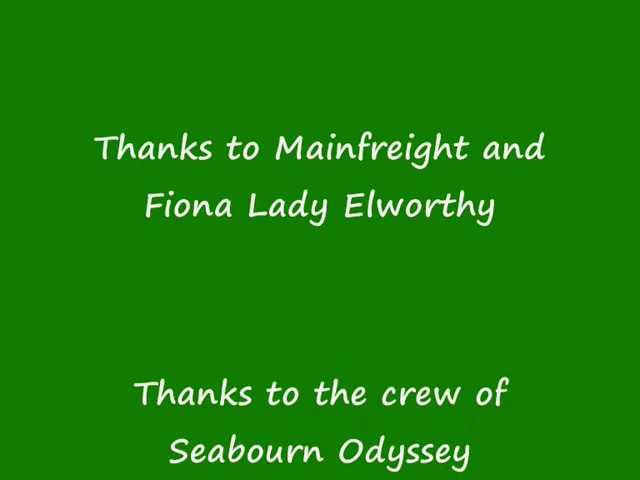 Thanks to Mainfreight and
Fiona Lady Elworthy
Thanks to the crew of
Seabourn Odyssey